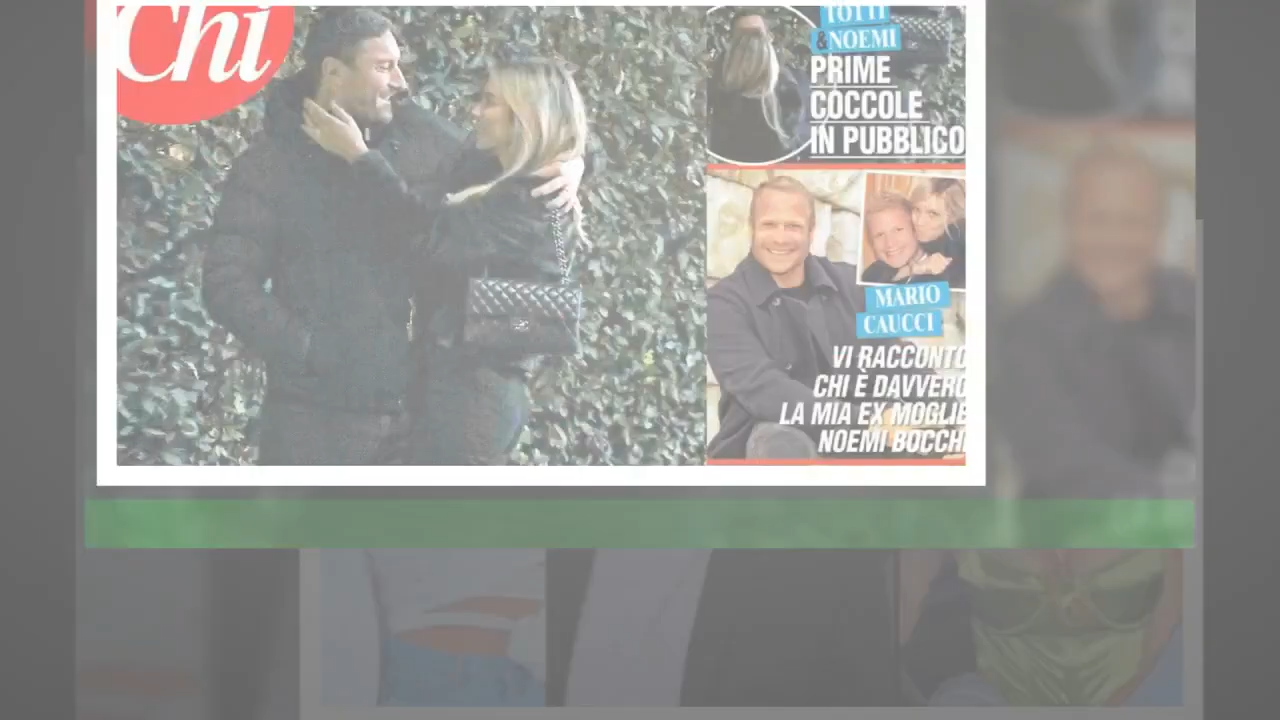 Chi
TOTTI
&NOEMI
PRIME
COCCOLE
IN PUBBLICO
MARIO
CAUCCI
VI RACCONTO
CHI È DAVVERO
LA MIA EX MOGLIE
NOEMI BOCCHI